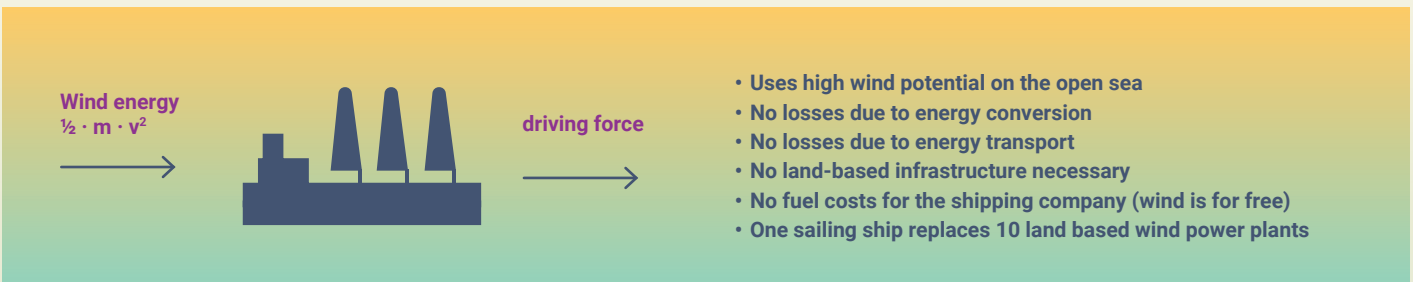 Wind energy
½ · m · v²
driving force
• Uses high wind potential on the open sea
• No losses due to energy conversion
• No losses due to energy transport
• No land-based infrastructure necessary
• No fuel costs for the shipping company (wind is for free)
• One sailing ship replaces 10 land based wind power plants